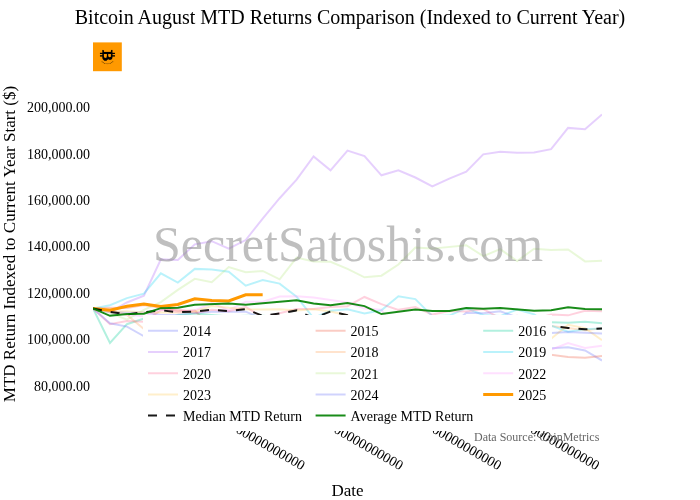 Bitcoin August MTD Returns Comparison (Indexed to Current Year)
MTD Return Indexed to Current Year Start ($)
200,000.00
180,000.00
160,000.00
140,000.00
120,000.00
100,000.00
80,000.00
SecretSatoshis.com
2014 2015 2016
2017 2018 2019
2020 2021 2022
2023 2024 2025
Median MTD Return Average MTD Return
Data Source: CoinMetrics
Date